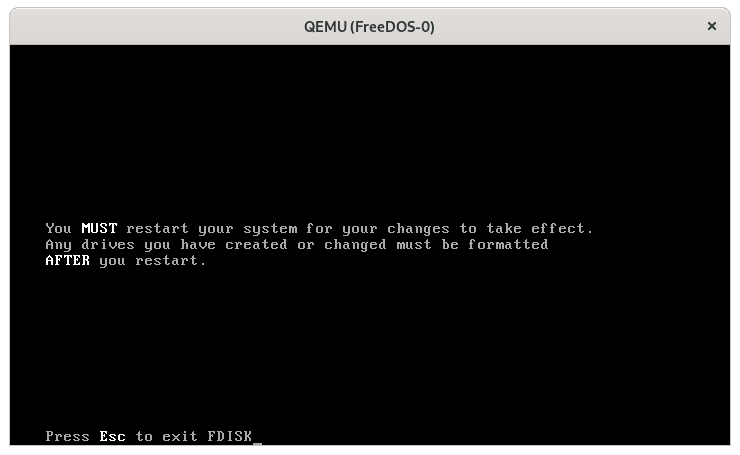 QEMU (FreeDOS-0)
You MUST restart your system for your changes to take effect.
Any drives you have created or changed must be formatted
AFTER you restart.
Press Esc to exit FDISK_